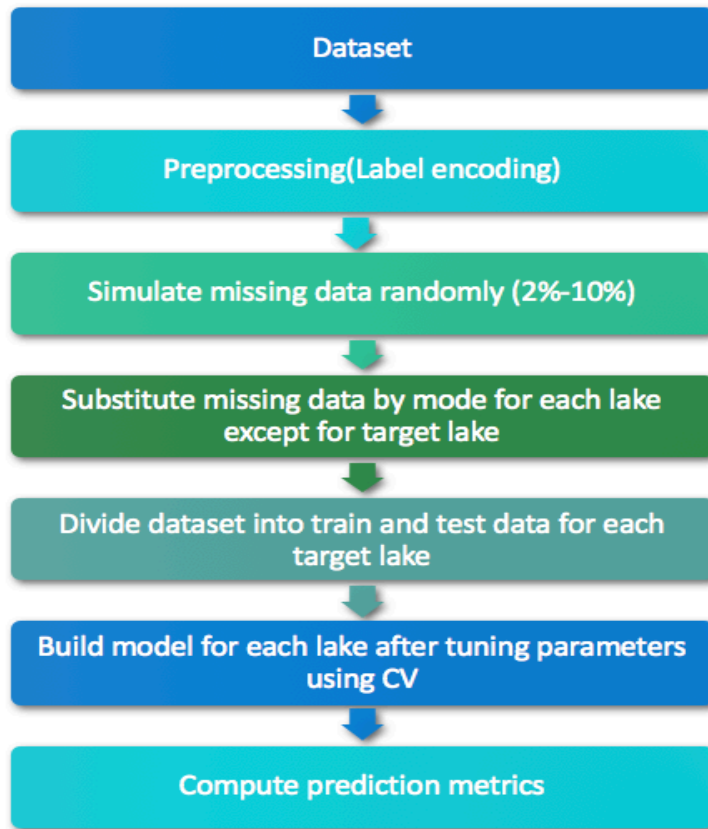 Dataset
Preprocessing(Label encoding)
Simulate missing data randomly (2%-10%)
Substitute missing data by mode for each lake
except for target lake
Divide dataset into train and test data for each
target lake
Build model for each lake after tuning parameters
using CV
Compute prediction metrics